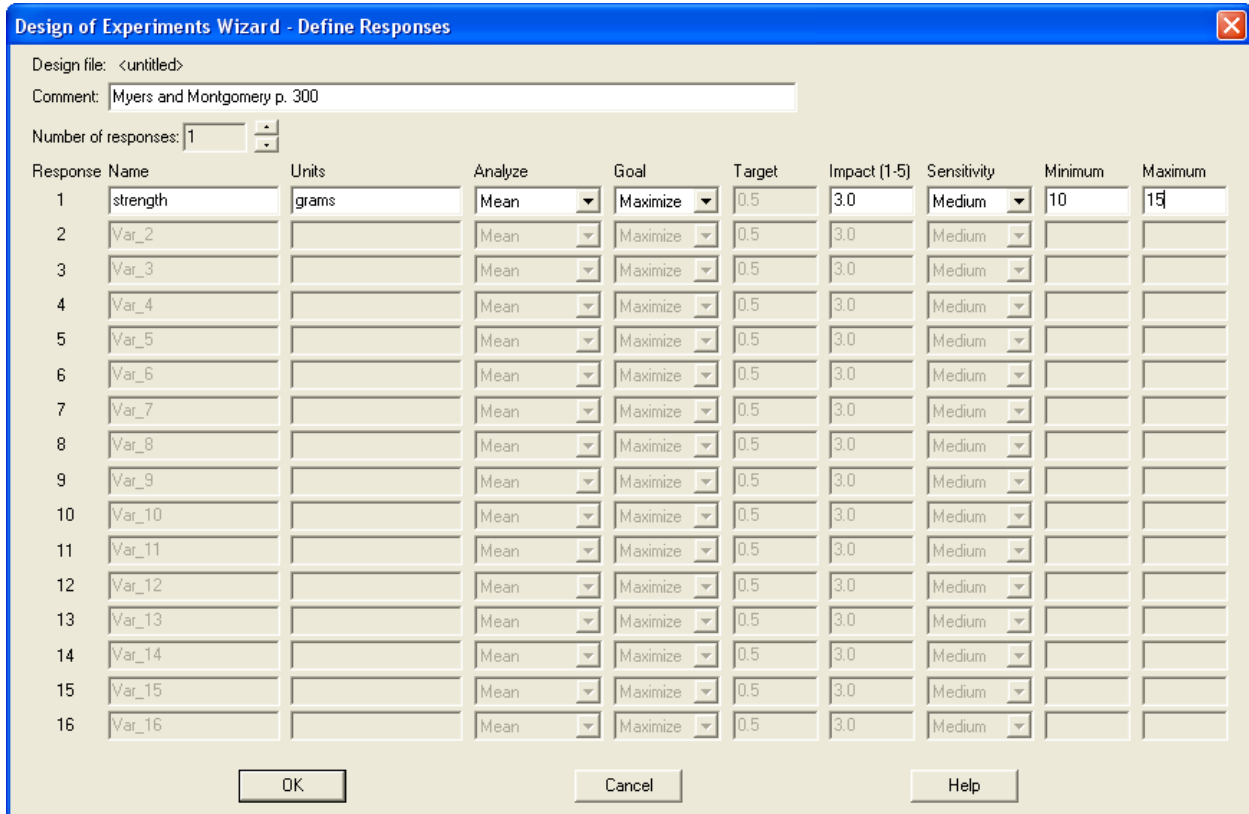 Design of Experiments Wizard - Define Responses
Design file: <untitled>
Comment: Myers and Montgomery p. 300
Number of responses: 1
Response Name Units Analyze Goal Target Impact (1-5) Sensitivity Minimum Maximum
1 strength grams Mean Maximize 0.5 3.0 Medium 10 15
2 Var_2 Mean Maximize 0.5 3.0 Medium
3 Var_3 Mean Maximize 0.5 3.0 Medium
4 Var_4 Mean Maximize 0.5 3.0 Medium
5 Var_5 Mean Maximize 0.5 3.0 Medium
6 Var_6 Mean Maximize 0.5 3.0 Medium
7 Var_7 Mean Maximize 0.5 3.0 Medium
8 Var_8 Mean Maximize 0.5 3.0 Medium
9 Var_9 Mean Maximize 0.5 3.0 Medium
10 Var_10 Mean Maximize 0.5 3.0 Medium
11 Var_11 Mean Maximize 0.5 3.0 Medium
12 Var_12 Mean Maximize 0.5 3.0 Medium
13 Var_13 Mean Maximize 0.5 3.0 Medium
14 Var_14 Mean Maximize 0.5 3.0 Medium
15 Var_15 Mean Maximize 0.5 3.0 Medium
16 Var_16 Mean Maximize 0.5 3.0 Medium
OK Cancel Help